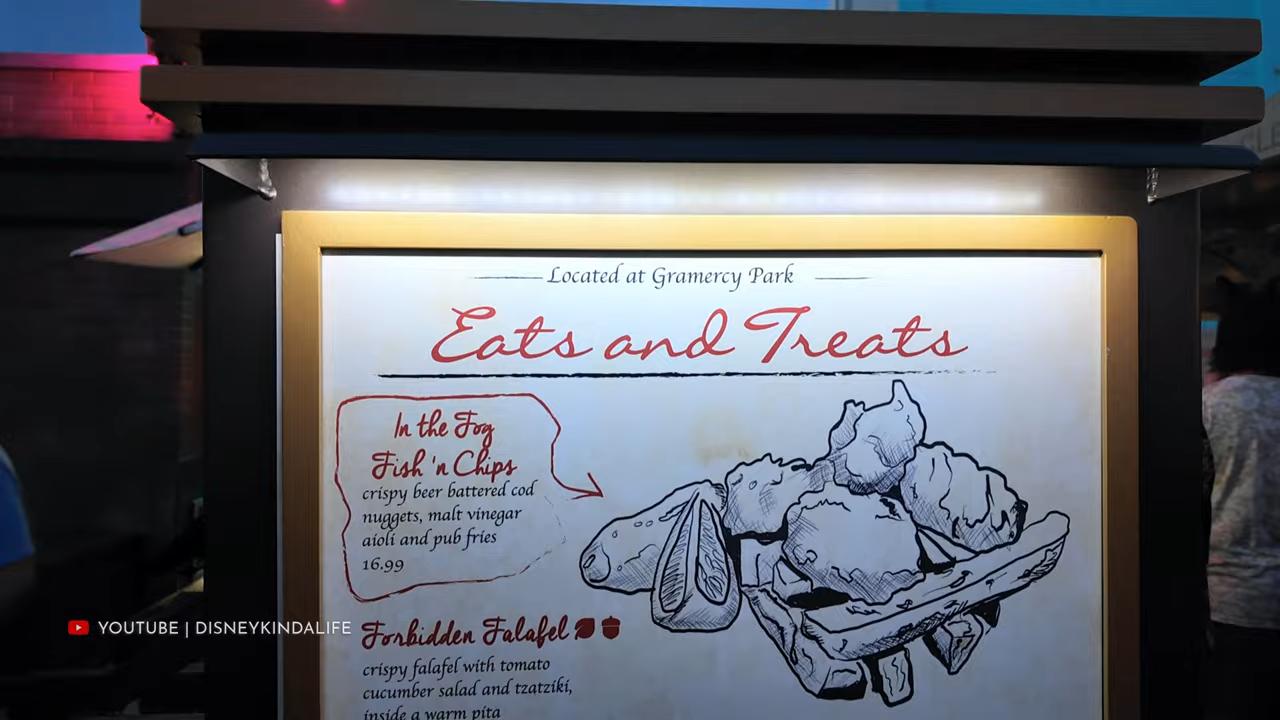 Located at Gramercy Park
Eats and Treats
In the Fog
Fish 'n Chips
crispy beer battered cod
nuggets, malt vinegar
aioli and pub fries
16.99
Forbidden Falafel
crispy falafel with tomato
cucumber salad and tzatziki,
inside a warm pita
YOUTUBE | DISNEYKINDALIFE